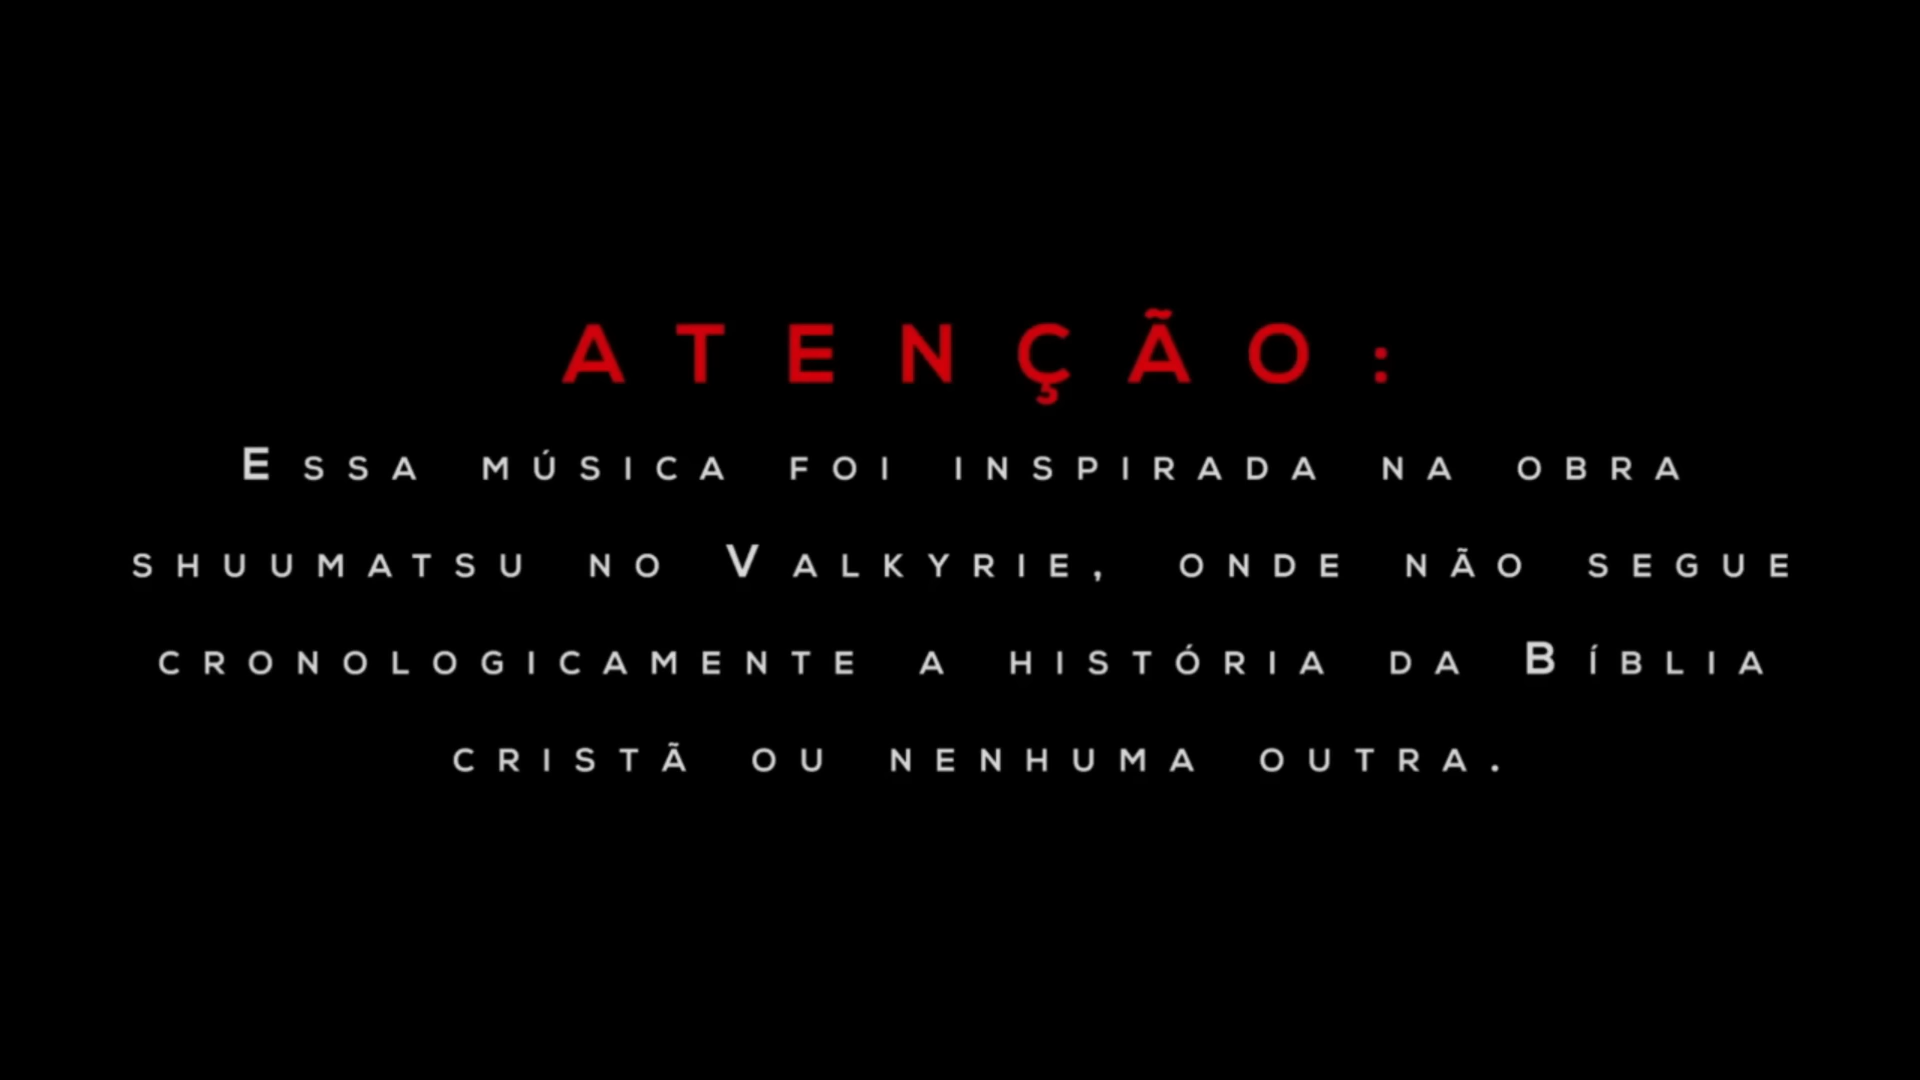 ATENÇÃO:
Essa música foi inspirada na obra
shuumatsu no Valkyrie, onde não segue
cronologicamente a história da Bíblia
cristã ou nenhuma outra.